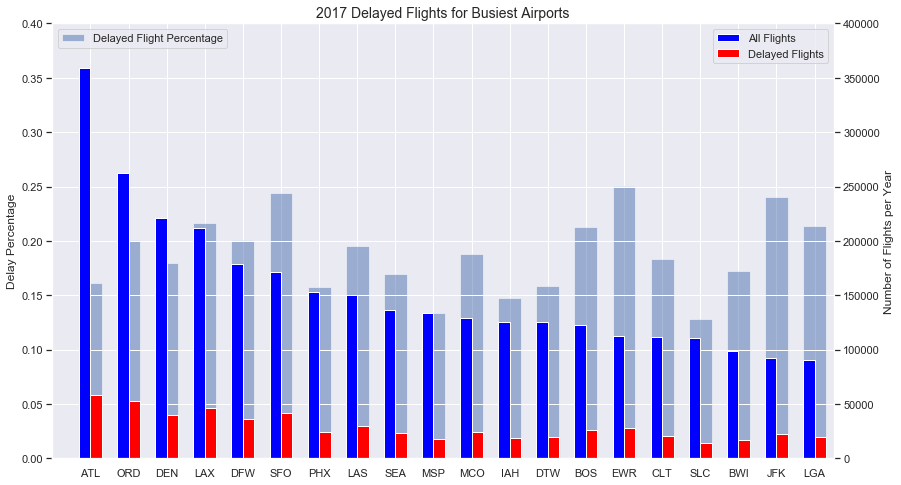 2017 Delayed Flights for Busiest Airports
Delayed Flight Percentage
All Flights
Delayed Flights
Delay Percentage
0.40
0.35
0.30
0.25
0.20
0.15
0.10
0.05
0.00
400000
350000
300000
250000
200000
150000
100000
50000
0
Number of Flights per Year
ATL ORD DEN LAX DFW SFO PHX LAS SEA MSP MCO IAH DTW BOS EWR CLT SLC BWI JFK LGA